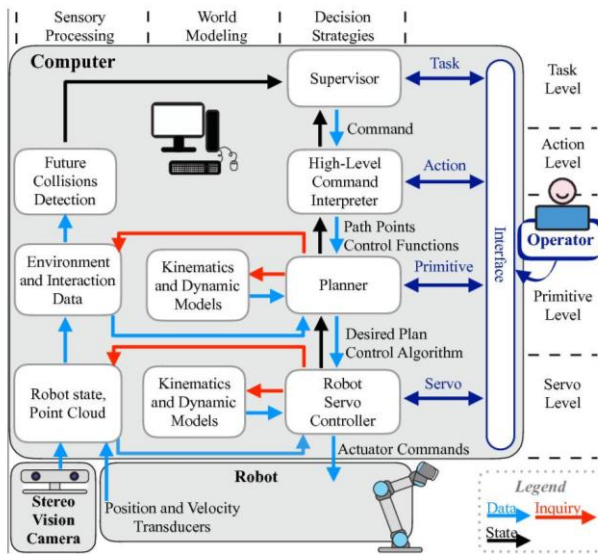 Sensory
Processing
World
Modeling
Decision
Strategies
Computer
Supervisor
Task
Task
Level
Command
Future
Collisions
Detection
High-Level
Command
Interpreter
Action
Action
Level
Path Points
Control Functions
Interface
Operator
Environment
and Interaction
Data
Kinematics
and Dynamic
Models
Planner
Primitive
Primitive
Level
Desired Plan
Control Algorithm
Robot state,
Point Cloud
Kinematics
and Dynamic
Models
Robot
Servo
Controller
Servo
Servo
Level
Actuator Commands
Robot
Stereo
Vision
Camera
Position and Velocity
Transducers
Legend
Data
Inquiry
State